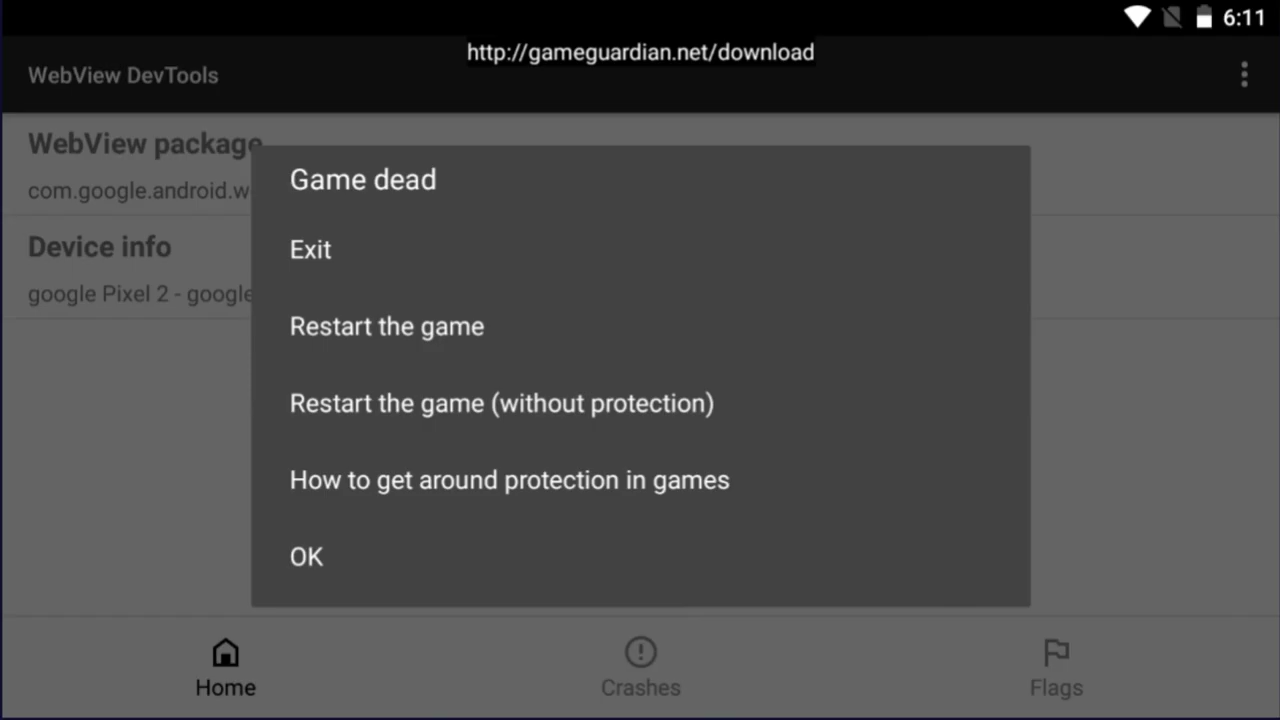 6:11
http://gameguardian.net/download
WebView DevTools
WebView package
com.google.android.w
Device info
google Pixel 2 - google
Game dead
Exit
Restart the game
Restart the game (without protection)
How to get around protection in games
OK
Home
Crashes
Flags